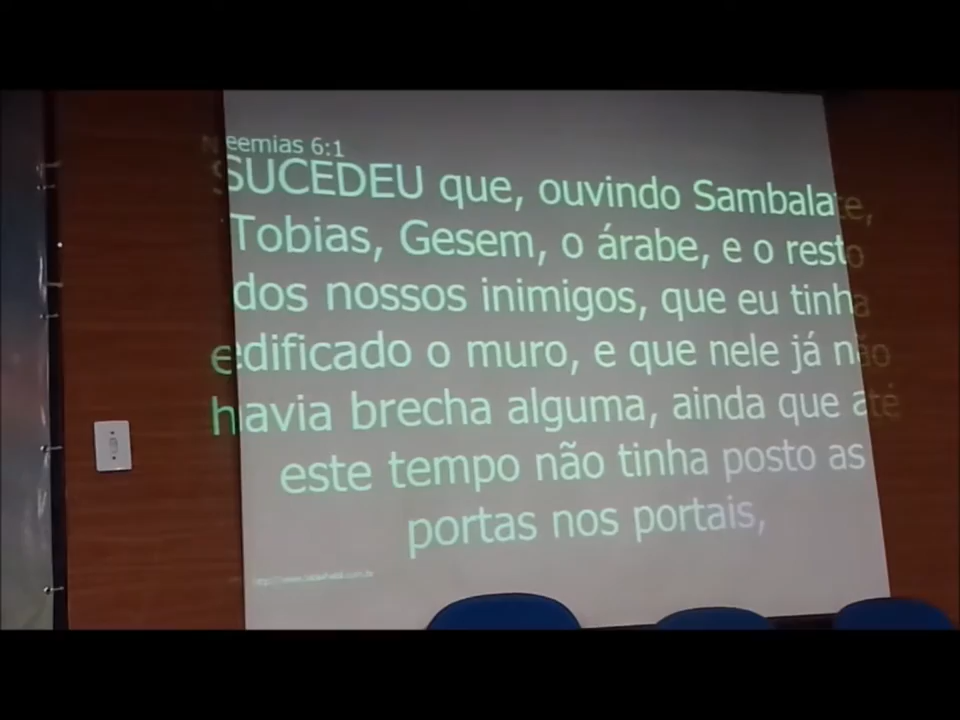 Neemias 6:1
SUCEDEU que, ouvindo Sambalate,
Tobias, Gesem, o árabe, e o resto
dos nossos inimigos, que eu tinha
edificado o muro, e que nele já não
havia brecha alguma, ainda que até
este tempo não tinha posto as
portas nos portais,